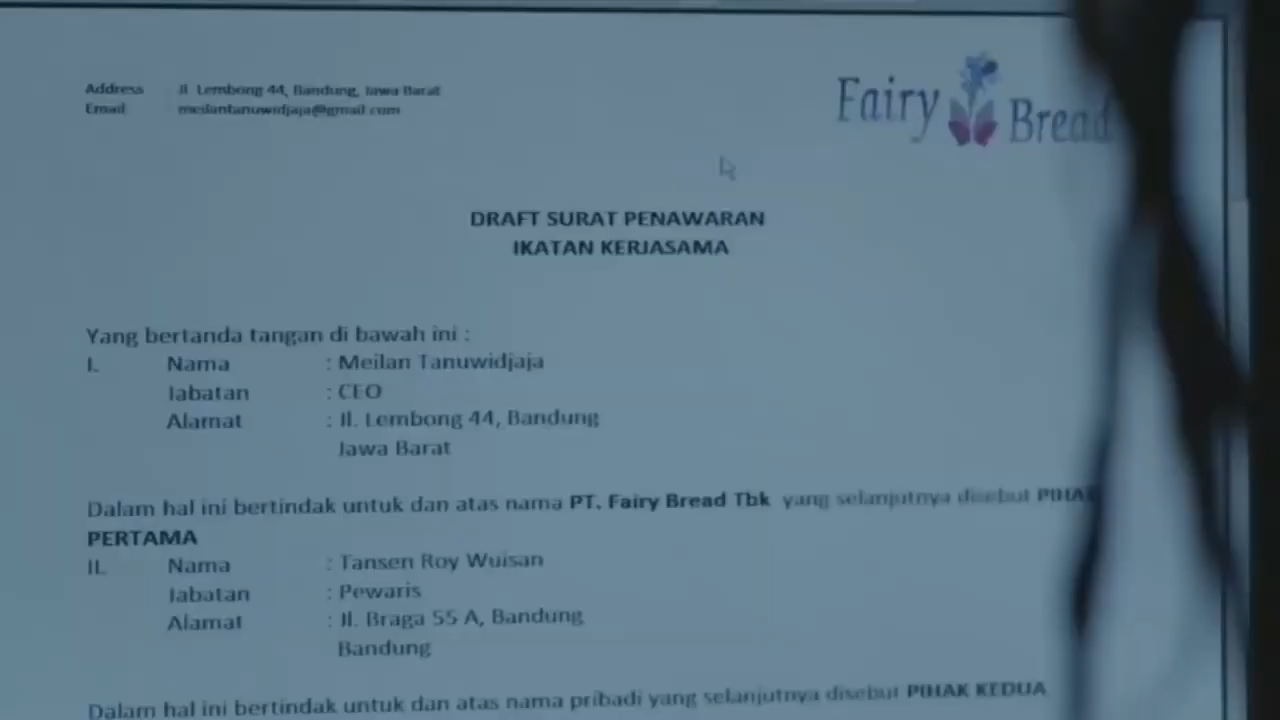 Address Jl. Lembong 44, Bandung, Jawa Barat
Email meilantanuwidjaja@gmail.com
Fairy Bread
DRAFT SURAT PENAWARAN
IKATAN KERJASAMA
Yang bertanda tangan di bawah ini :
I. Nama : Meilan Tanuwidjaja
Jabatan : CEO
Alamat : Jl. Lembong 44, Bandung
Jawa Barat
Dalam hal ini bertindak untuk dan atas nama PT. Fairy Bread Tbk yang selanjutnya disebut PIHAK
PERTAMA
II. Nama : Tansen Roy Wuisan
Jabatan : Pewaris
Alamat : Jl. Braga 55 A, Bandung
Bandung
Dalam hal ini bertindak untuk dan atas nama pribadi yang selanjutnya disebut PIHAK KEDUA